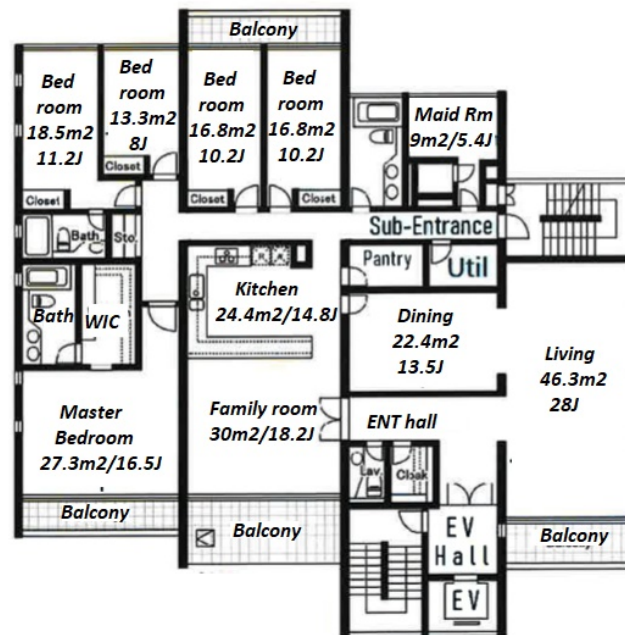 Balcony
Bed
room
18.5m2
11.2J
Bed
room
13.3m2
8J
Bed
room
16.8m2
10.2J
Bed
room
16.8m2
10.2J
Maid Rm
9m2/5.4J
Closet
Closet
Closet
Closet
Bath
Sto.
Sub-Entrance
Pantry
Util
Kitchen
24.4m2/14.8J
Bath
WIC
Dining
22.4m2
13.5J
Living
46.3m2
28J
Master
Bedroom
27.3m2/16.5J
Family room
30m2/18.2J
ENT hall
Lav.
Cloak
Balcony
Balcony
EV
Hall
Balcony
EV